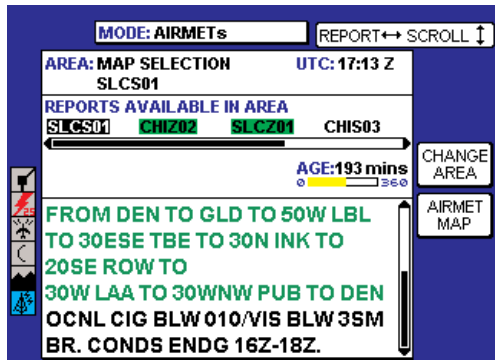 MODE: AIRMETs
REPORT↔ SCROLL ↕
AREA: MAP SELECTION UTC: 17:13 Z
SLCS01
REPORTS AVAILABLE IN AREA
SLCS01 CHIZ02 SLCZ01 CHIS03
CHANGE
AREA
AGE:193 mins
0 360
AIRMET
MAP
25
FROM DEN TO GLD TO 50W LBL
TO 30ESE TBE TO 30N INK TO
20SE ROW TO
30W LAA TO 30WNW PUB TO DEN
OCNL CIG BLW 010/VIS BLW 3SM
BR. CONDS ENDG 16Z-18Z.